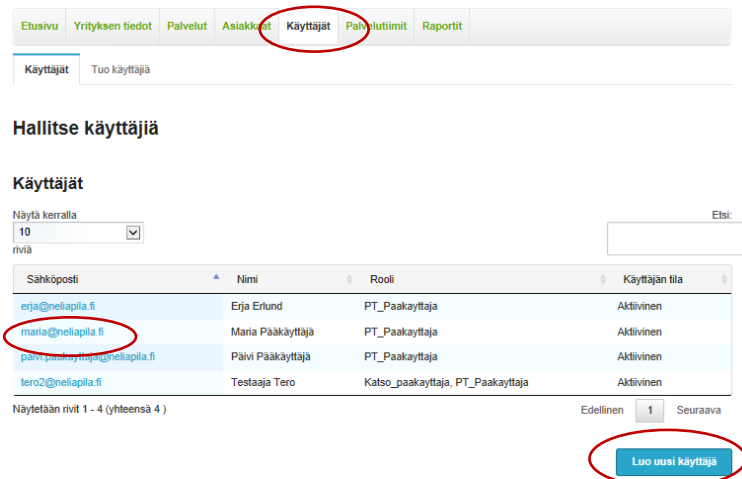 Etusivu Yrityksen tiedot Palvelut Asiakkaat Käyttäjät Palvelutiimit Raportit
Käyttäjät Tuo käyttäjiä
Hallitse käyttäjiä
Käyttäjät
Näytä kerralla Etsi:
10
riviä
Sähköposti Nimi Rooli Käyttäjän tila
erja@neliapila.fi Erja Erlund PT_Paakayttaja Aktiivinen
maria@neliapila.fi Maria Pääkäyttäjä PT_Paakayttaja Aktiivinen
paivi.paakayttaja@neliapila.fi Päivi Pääkäyttäjä PT_Paakayttaja Aktiivinen
tero2@neliapila.fi Testaaja Tero Katso_paakayttaja, PT_Paakayttaja Aktiivinen
Näytetään rivit 1 - 4 (yhteensä 4 ) Edellinen 1 Seuraava
Luo uusi käyttäjä